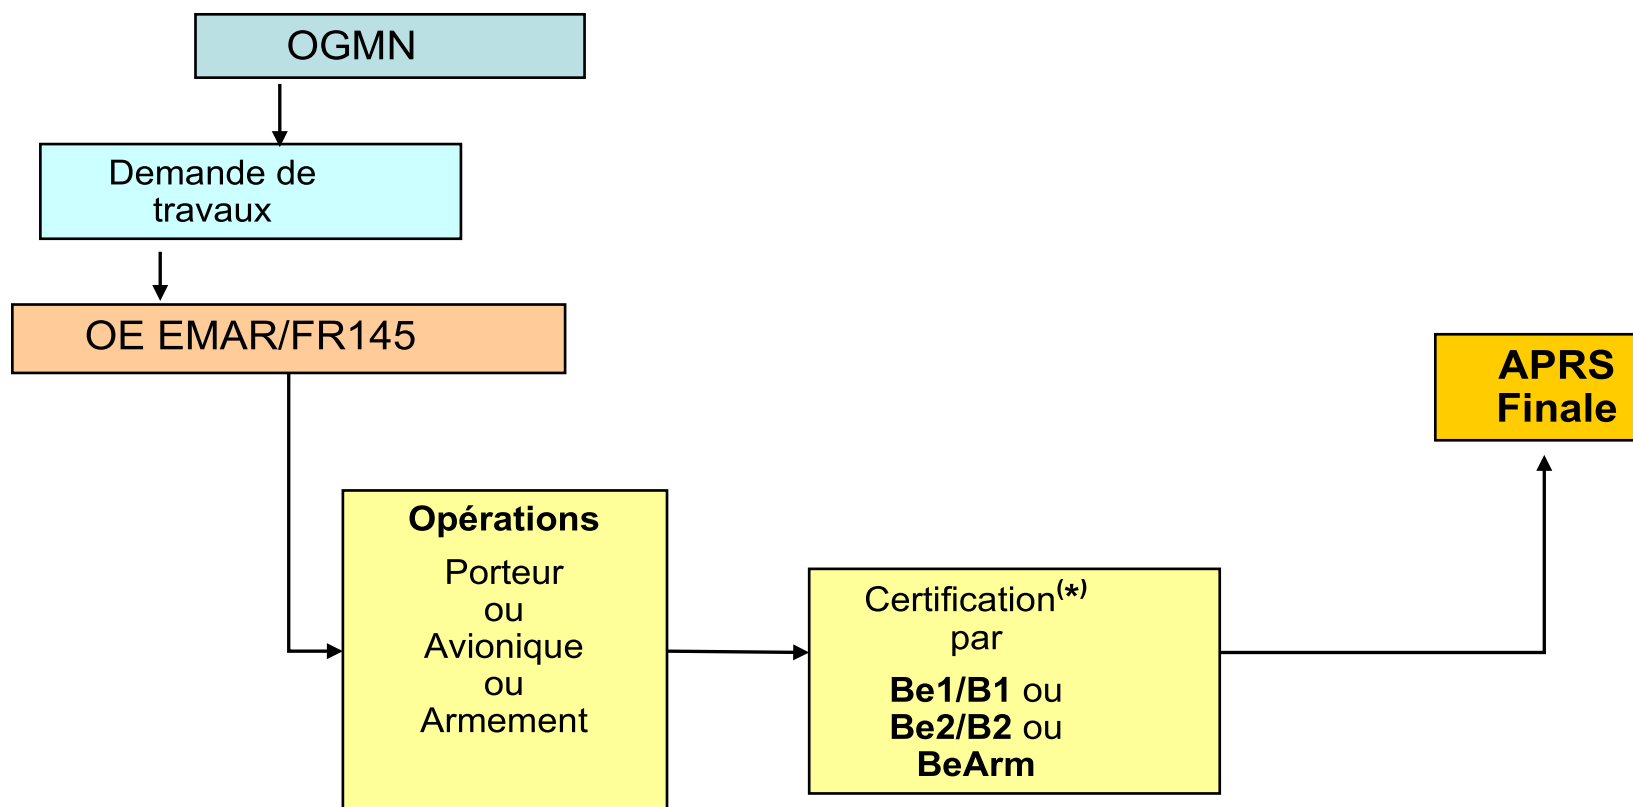 OGMN
Demande de
travaux
OE EMAR/FR145
APRS
Finale
Opérations
Porteur
ou
Avionique
ou
Armement
Certification(*)
par
Be1/B1 ou
Be2/B2 ou
BeArm